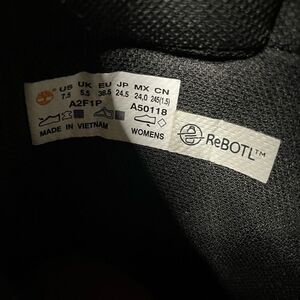 US UK EU JP MX CN
7.5 5.5 38.5 24.5 24.0 245(1.5)
A2F1P A50118
MADE IN VIETNAM WOMENS
ReBOTL™